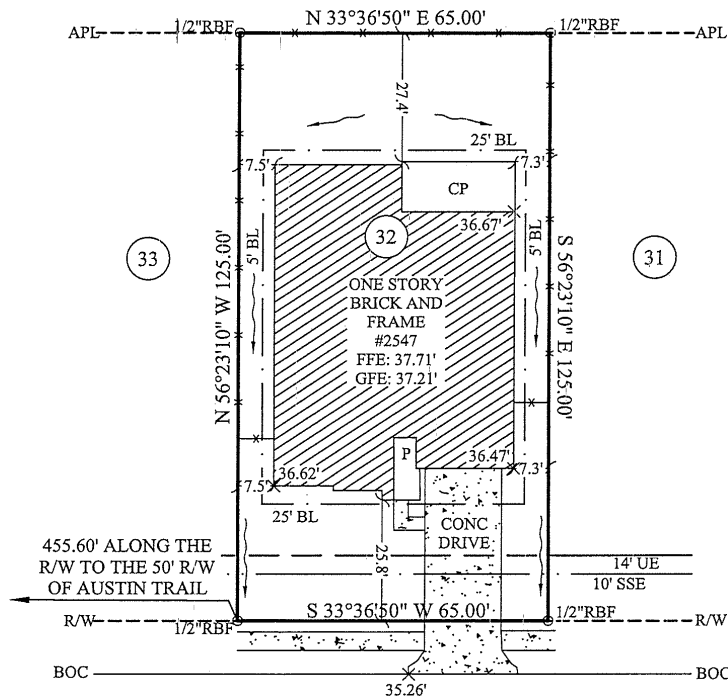 N 33°36'50" E 65.00'
APL
1/2"RBF
1/2"RBF
APL
27.4'
25' BL
7.5'
7.3'
CP
36.67'
33
32
31
5' BL
5' BL
N 56°23'10" W 125.00'
S 56°23'10" E 125.00'
ONE STORY
BRICK AND
FRAME
#2547
FFE: 37.71'
GFE: 37.21'
P
36.47'
36.62'
7.3'
7.5'
25' BL
CONC
DRIVE
25.8'
455.60' ALONG THE
R/W TO THE 50' R/W
OF AUSTIN TRAIL
14' UE
10' SSE
S 33°36'50" W 65.00'
R/W
1/2"RBF
1/2"RBF
R/W
BOC
BOC
35.26'